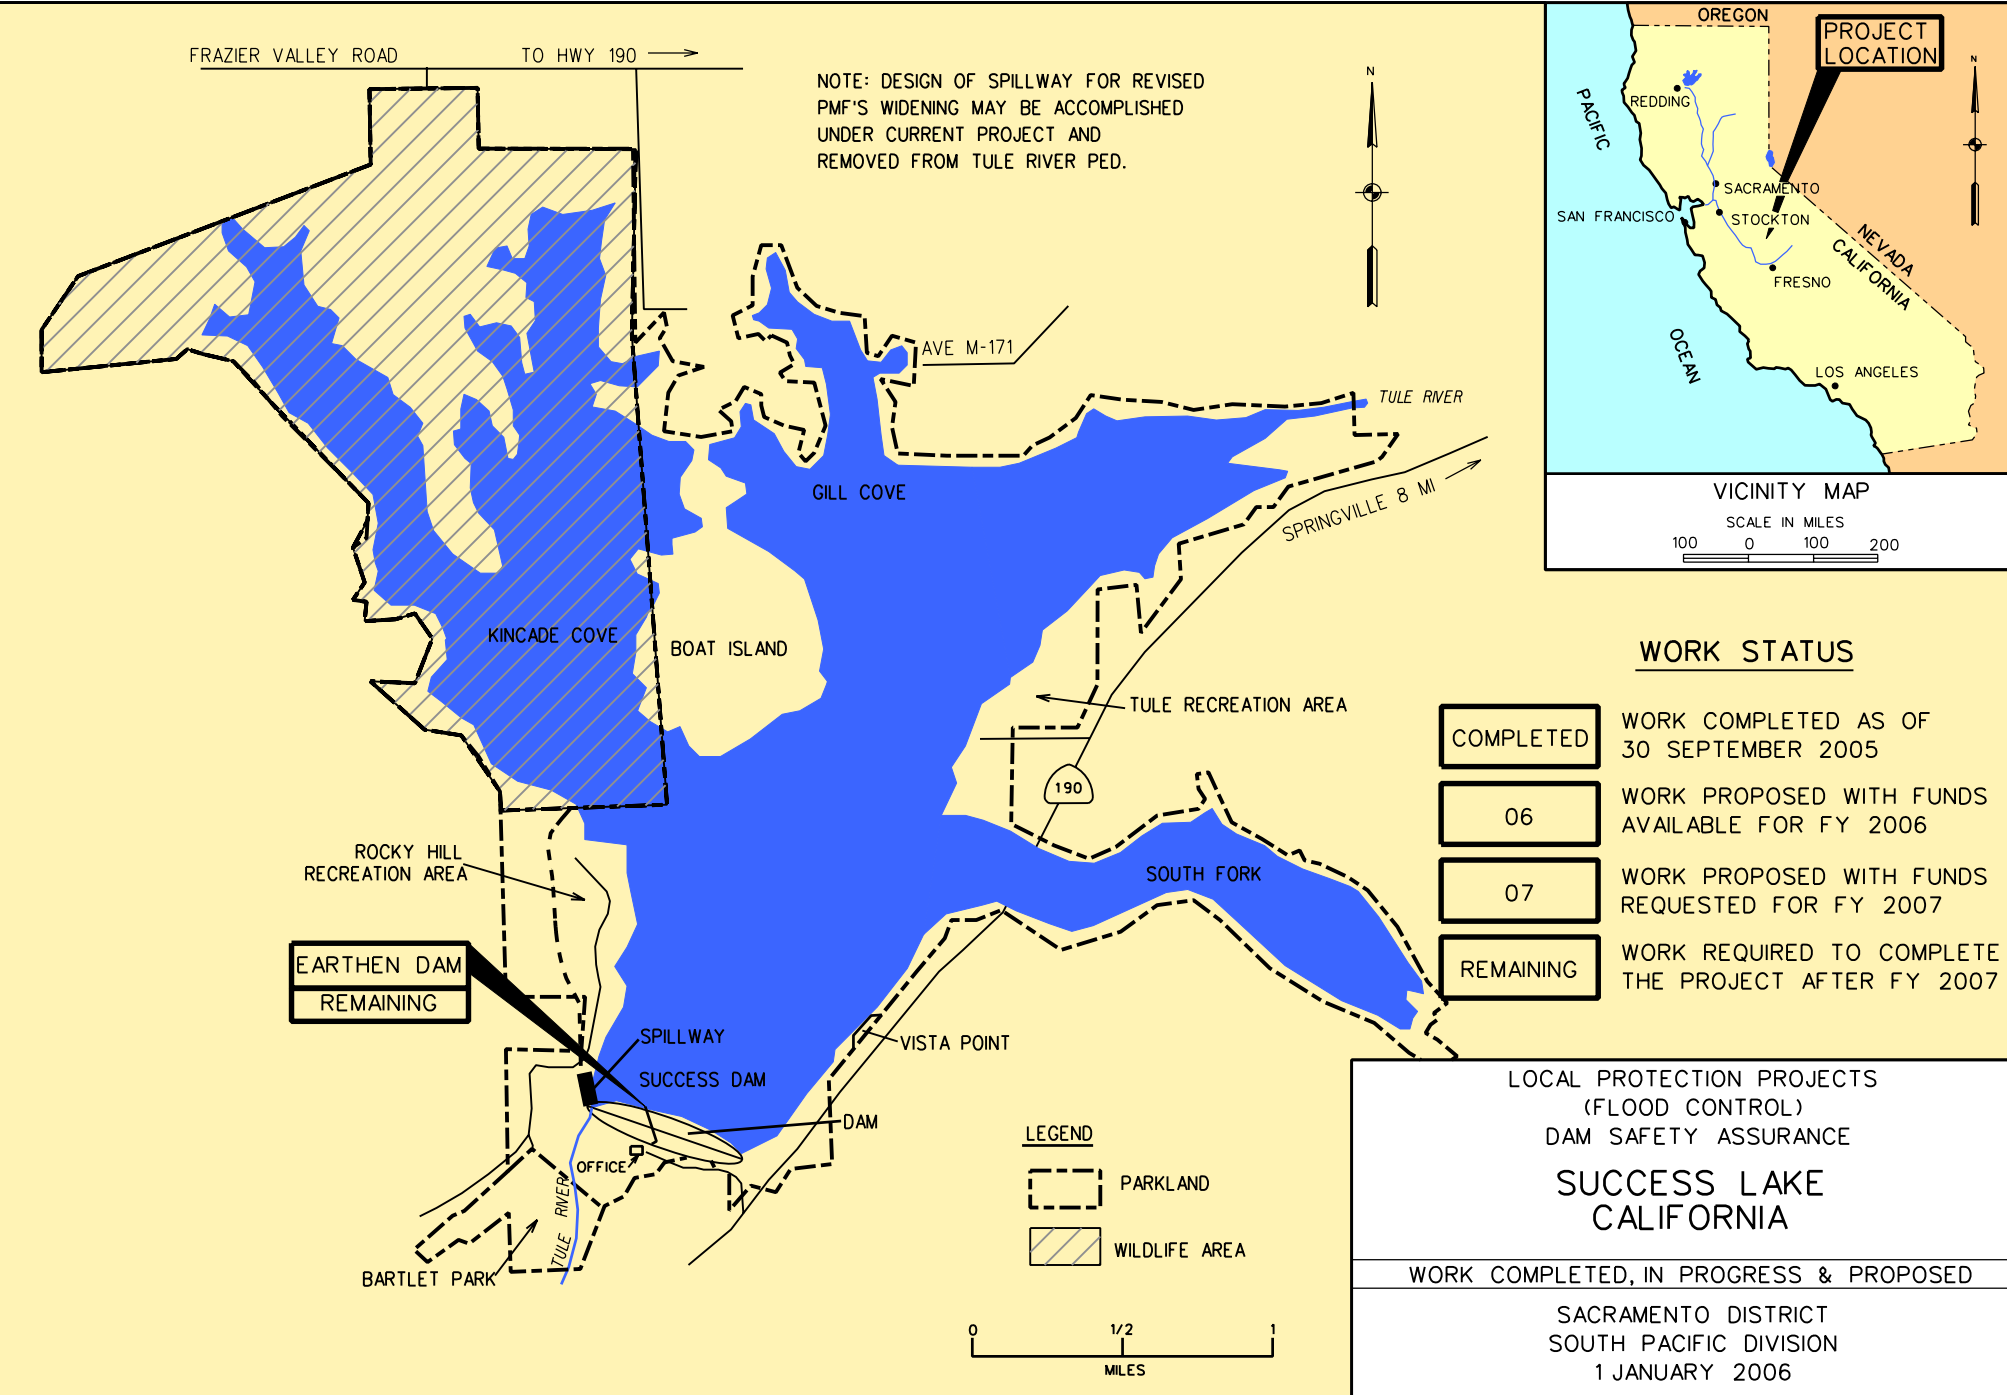 FRAZIER VALLEY ROAD
TO HWY 190
NOTE: DESIGN OF SPILLWAY FOR REVISED
PMF'S WIDENING MAY BE ACCOMPLISHED
UNDER CURRENT PROJECT AND
REMOVED FROM TULE RIVER PED.
N
AVE M-171
TULE RIVER
GILL COVE
SPRINGVILLE 8 MI
KINCADE COVE
BOAT ISLAND
TULE RECREATION AREA
190
ROCKY HILL
RECREATION AREA
SOUTH FORK
EARTHEN DAM
REMAINING
SPILLWAY
SUCCESS DAM
VISTA POINT
DAM
OFFICE
TULE RIVER
BARTLET PARK
LEGEND
PARKLAND
WILDLIFE AREA
0 1/2 1
MILES
OREGON
PROJECT
LOCATION
N
PACIFIC
REDDING
SACRAMENTO
SAN FRANCISCO
STOCKTON
NEVADA
CALIFORNIA
FRESNO
OCEAN
LOS ANGELES
VICINITY MAP
SCALE IN MILES
100 0 100 200
WORK STATUS
COMPLETED
WORK COMPLETED AS OF
30 SEPTEMBER 2005
06
WORK PROPOSED WITH FUNDS
AVAILABLE FOR FY 2006
07
WORK PROPOSED WITH FUNDS
REQUESTED FOR FY 2007
REMAINING
WORK REQUIRED TO COMPLETE
THE PROJECT AFTER FY 2007
LOCAL PROTECTION PROJECTS
(FLOOD CONTROL)
DAM SAFETY ASSURANCE
SUCCESS LAKE
CALIFORNIA
WORK COMPLETED, IN PROGRESS & PROPOSED
SACRAMENTO DISTRICT
SOUTH PACIFIC DIVISION
1 JANUARY 2006